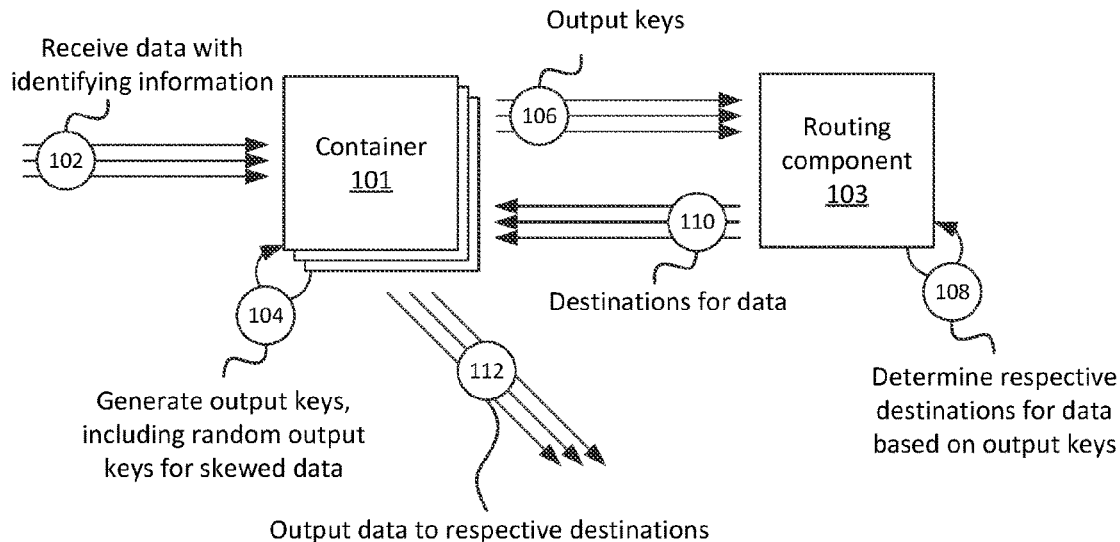 Output keys
Receive data with
identifying information
106
102
Container
101
Routing
component
103
110
Destinations for data
104
108
112
Generate output keys,
including random output
keys for skewed data
Determine respective
destinations for data
based on output keys
Output data to respective destinations